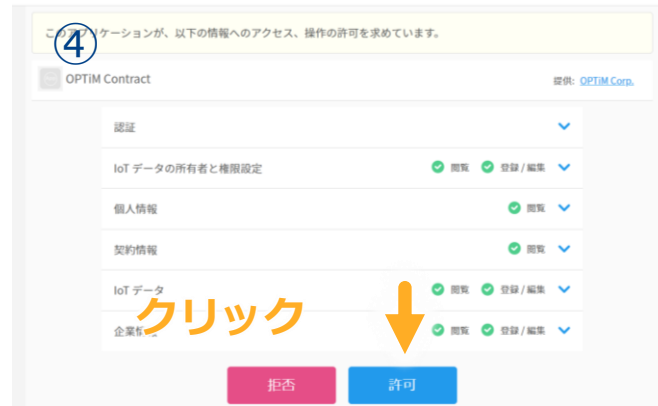 このアプリケーションが、以下の情報へのアクセス、操作の許可を求めています。
④
OPTiM Contract 提供: OPTiM Corp.
認証
IoT データの所有者と権限設定 閲覧 登録 / 編集
個人情報 閲覧
契約情報 閲覧
IoT データ 閲覧 登録 / 編集
クリック
企業情報 閲覧 登録 / 編集
拒否 許可